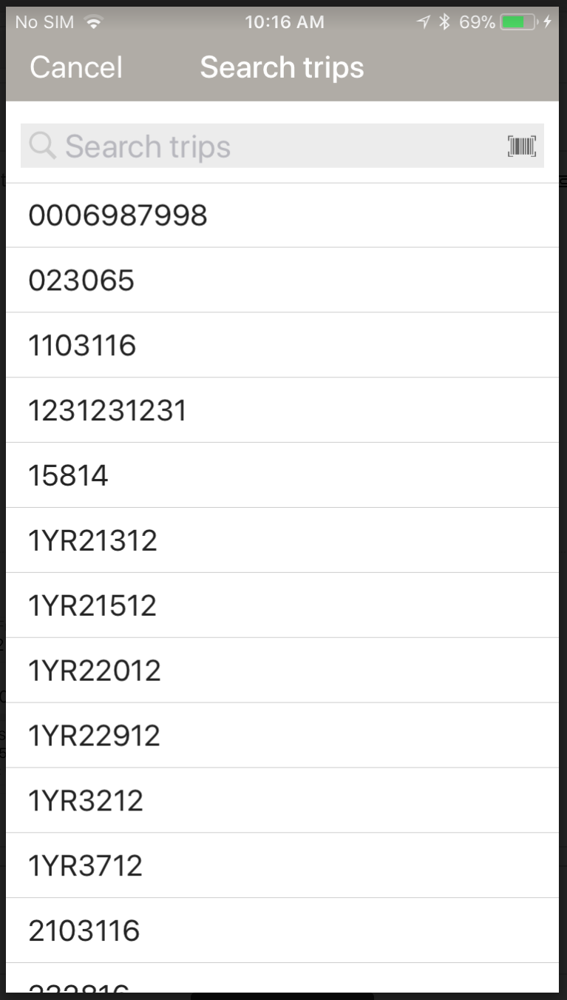 No SIM 10:16 AM 69%
Cancel Search trips
Search trips
0006987998
023065
1103116
1231231231
15814
1YR21312
1YR21512
1YR22012
1YR22912
1YR3212
1YR3712
2103116